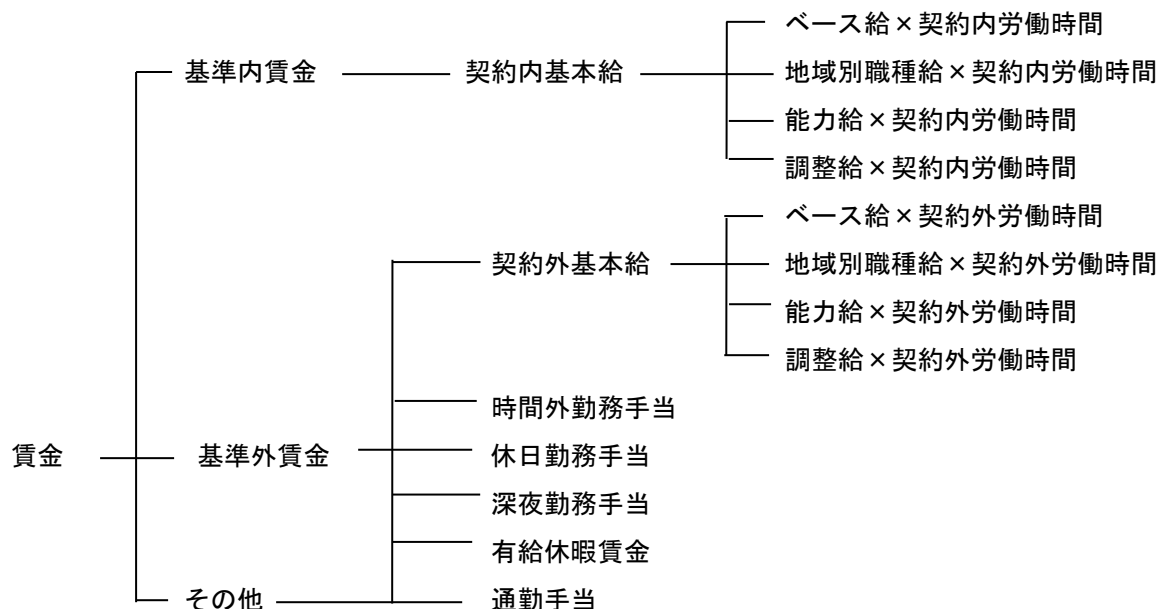 ベース給×契約内労働時間
基準内賃金 契約内基本給 地域別職種給×契約内労働時間
能力給×契約内労働時間
調整給×契約内労働時間
ベース給×契約外労働時間
契約外基本給 地域別職種給×契約外労働時間
能力給×契約外労働時間
調整給×契約外労働時間
時間外勤務手当
賃金 基準外賃金 休日勤務手当
深夜勤務手当
有給休暇賃金
その他 通勤手当